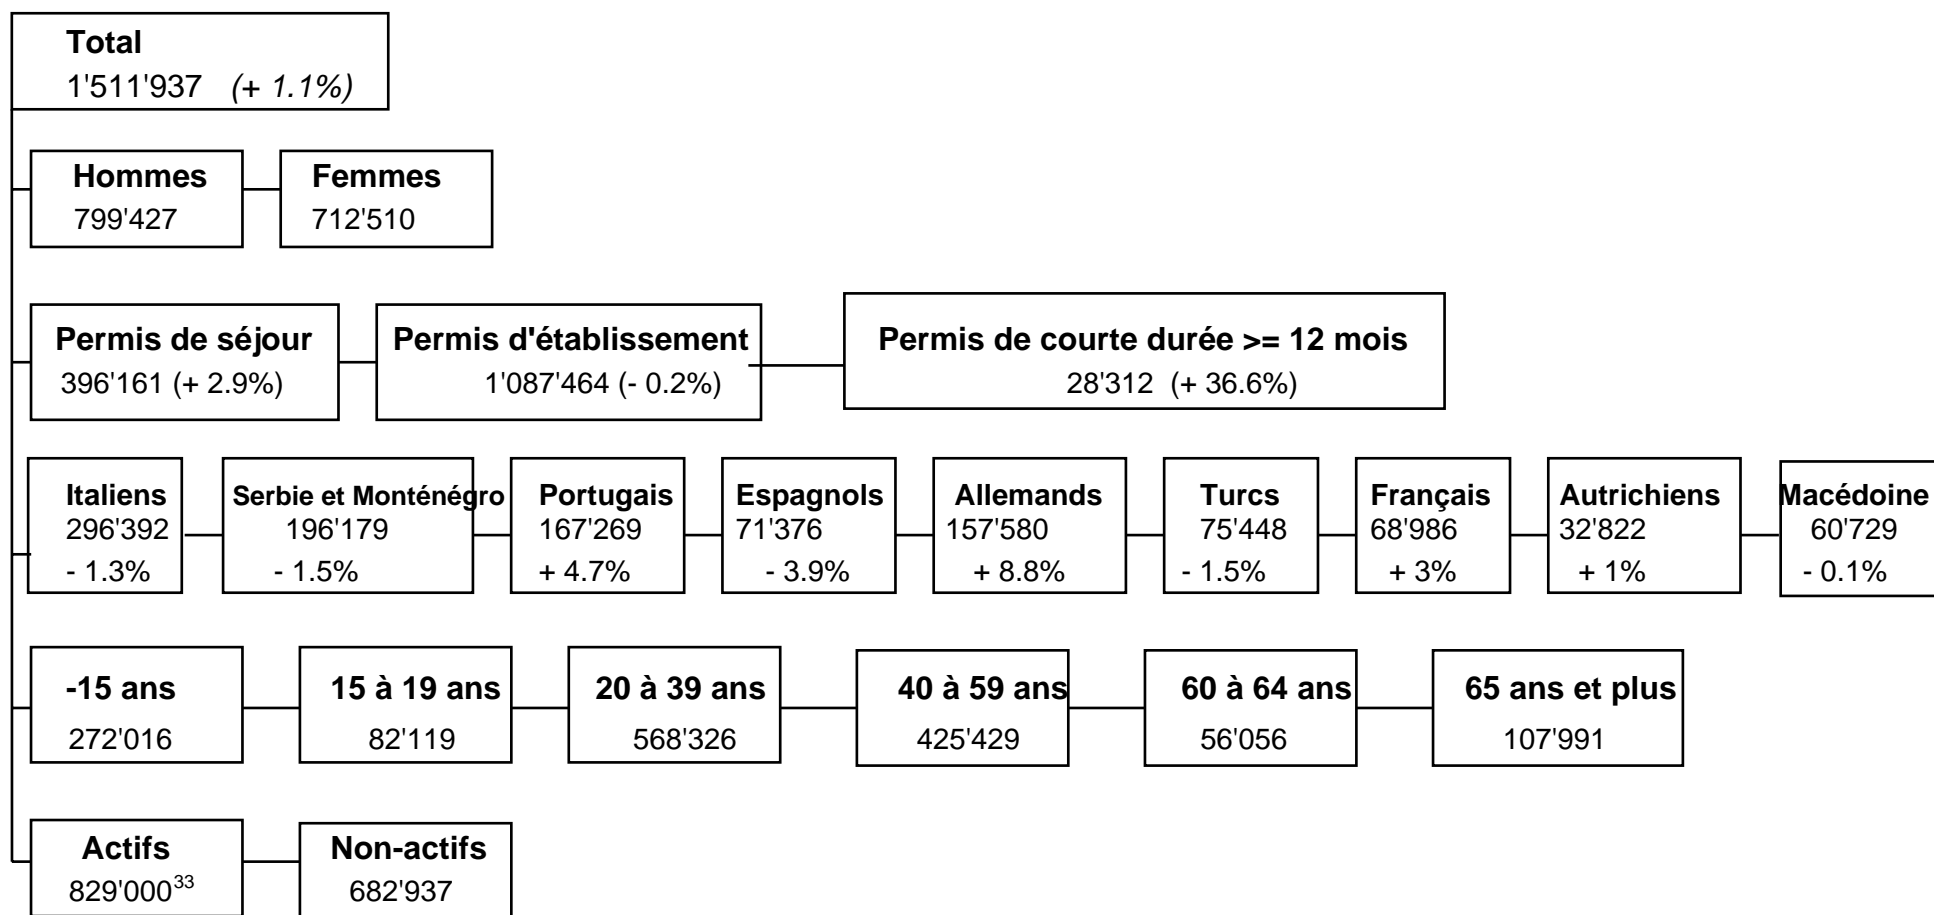 Total
1'511'937 (+ 1.1%)
Hommes
799'427
Femmes
712'510
Permis de séjour
396'161 (+ 2.9%)
Permis d'établissement
1'087'464 (- 0.2%)
Permis de courte durée >= 12 mois
28'312 (+ 36.6%)
Italiens
296'392
- 1.3%
Serbie et Monténégro
196'179
- 1.5%
Portugais
167'269
+ 4.7%
Espagnols
71'376
- 3.9%
Allemands
157'580
+ 8.8%
Turcs
75'448
- 1.5%
Français
68'986
+ 3%
Autrichiens
32'822
+ 1%
Macédoine
60'729
- 0.1%
-15 ans
272'016
15 à 19 ans
82'119
20 à 39 ans
568'326
40 à 59 ans
425'429
60 à 64 ans
56'056
65 ans et plus
107'991
Actifs
829'000³³
Non-actifs
682'937